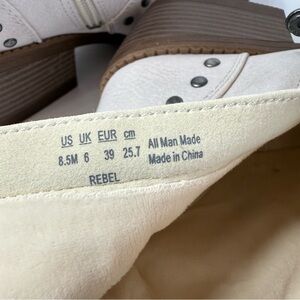 US UK EUR cm All Man Made
8.5M 6 39 25.7 Made in China
REBEL